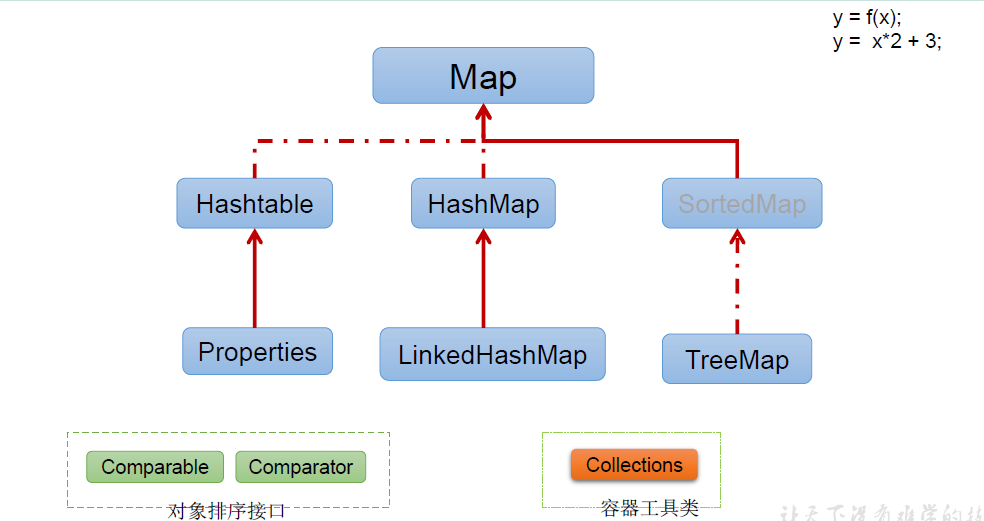 y = f(x);
y = x*2 + 3;
Map
Hashtable
HashMap
SortedMap
Properties
LinkedHashMap
TreeMap
Comparable
Comparator
对象排序接口
Collections
容器工具类
让天下没有难学的技